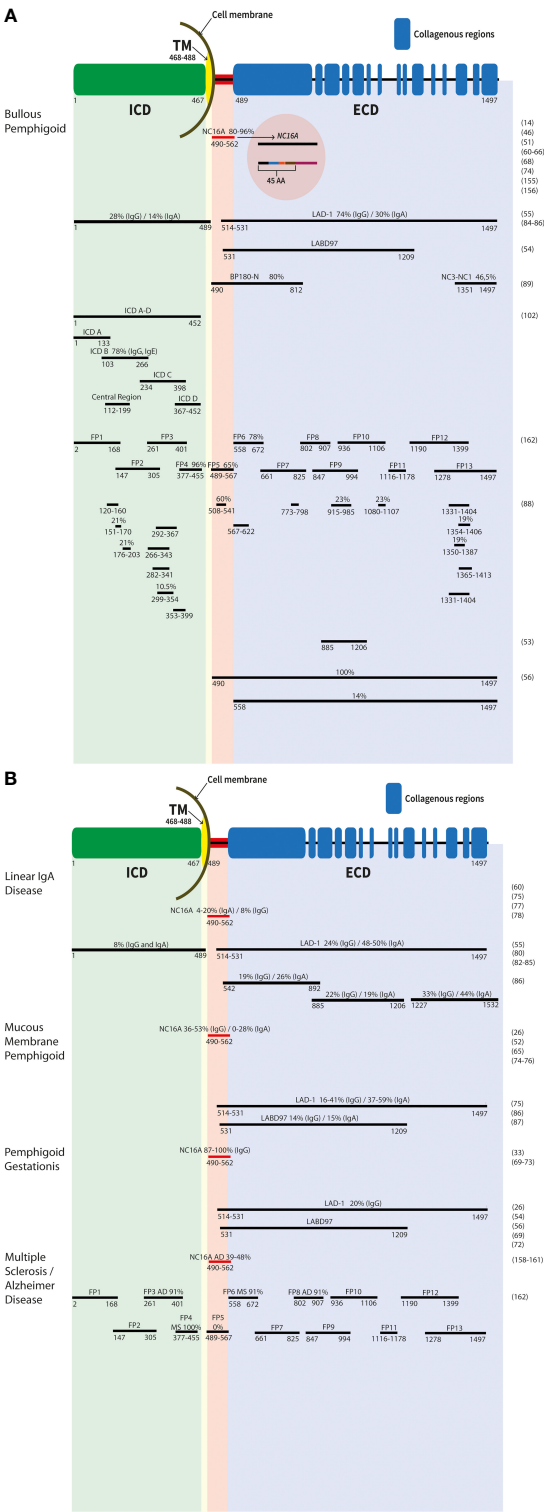 A
Cell membrane
TM
468-488
Collagenous regions
1
467
489
1497
ICD
ECD
Bullous
Pemphigoid
NC16A 80-96%
490-562
NC16A
45 AA
(14)
(46)
(51)
(60-66)
(68)
(74)
(155)
(156)
28% (IgG) / 14% (IgA)
1
489
LAD-1 74% (IgG) / 30% (IgA)
514-531
1497
(55)
(84-86)
LABD97
531
1209
(54)
BP180-N 80%
490
812
NC3-NC1 46,5%
1351
1497
(89)
ICD A-D
1
452
(102)
ICD A
1
133
ICD B 78% (IgG, IgE)
103
266
ICD C
234
398
Central Region
112-199
ICD D
367-452
FP1
2
168
FP3
261
401
FP6 78%
558
672
FP8
802
907
FP10
936
1106
FP12
1190
1399
(162)
FP2
147
305
FP4 96%
377-455
FP5 65%
489-567
FP7
661
825
FP9
847
994
FP11
1116-1178
FP13
1278
1497
120-160
60%
508-541
773-798
23%
915-985
23%
1080-1107
1331-1404
(88)
21%
151-170
292-367
567-622
19%
1354-1406
21%
176-203
266-343
19%
1350-1387
282-341
1365-1413
10.5%
299-354
1331-1404
353-399
885
1206
(53)
100%
490
1497
(56)
14%
558
1497
B
Cell membrane
TM
468-488
Collagenous regions
1
467
489
1497
ICD
ECD
Linear IgA
Disease
NC16A 4-20% (IgA) / 8% (IgG)
490-562
(60)
(75)
(77)
(78)
8% (IgG and IgA)
1
489
LAD-1 24% (IgG) / 48-50% (IgA)
514-531
1497
(55)
(80)
(82-85)
19% (IgG) / 26% (IgA)
542
892
22% (IgG) / 19% (IgA)
885
1206
33% (IgG) / 44% (IgA)
1227
1532
(86)
Mucous
Membrane
Pemphigoid
NC16A 36-53% (IgG) / 0-28% (IgA)
490-562
(26)
(52)
(65)
(74-76)
LAD-1 16-41% (IgG) / 37-59% (IgA)
514-531
1497
LABD97 14% (IgG) / 15% (IgA)
531
1209
(75)
(86)
(87)
Pemphigoid
Gestationis
NC16A 87-100% (IgG)
490-562
(33)
(69-73)
LAD-1 20% (IgG)
514-531
1497
LABD97
531
1209
(26)
(54)
(56)
(69)
(72)
Multiple
Sclerosis /
Alzheimer
Disease
NC16A AD 39-48%
490-562
(158-161)
FP1
2
168
FP3 AD 91%
261
401
FP6 MS 91%
558
672
FP8 AD 91%
802
907
FP10
936
1106
FP12
1190
1399
(162)
FP2
147
305
FP4
MS 100%
377-455
FP5
0%
489-567
FP7
661
825
FP9
847
994
FP11
1116-1178
FP13
1278
1497